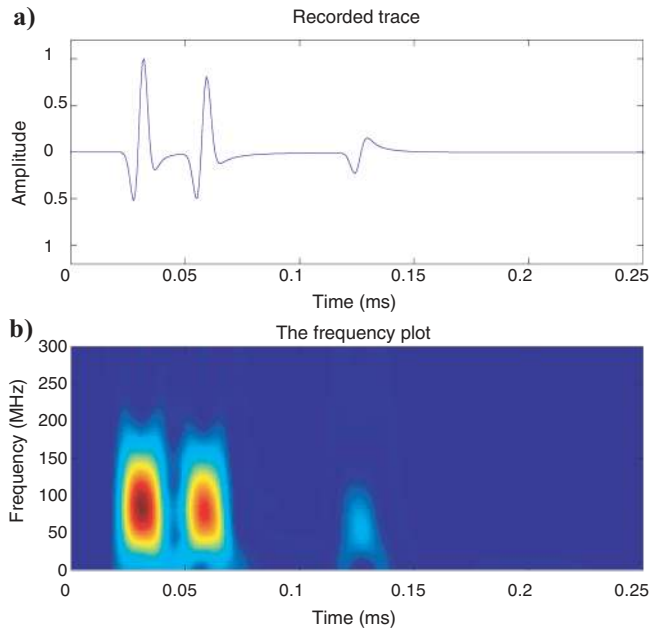 a)
Recorded trace
1
0.5
0
0.5
1
Amplitude
0 0.05 0.1 0.15 0.2 0.25
Time (ms)
b)
The frequency plot
300
250
200
150
100
50
0
Frequency (MHz)
0 0.05 0.1 0.15 0.2 0.25
Time (ms)